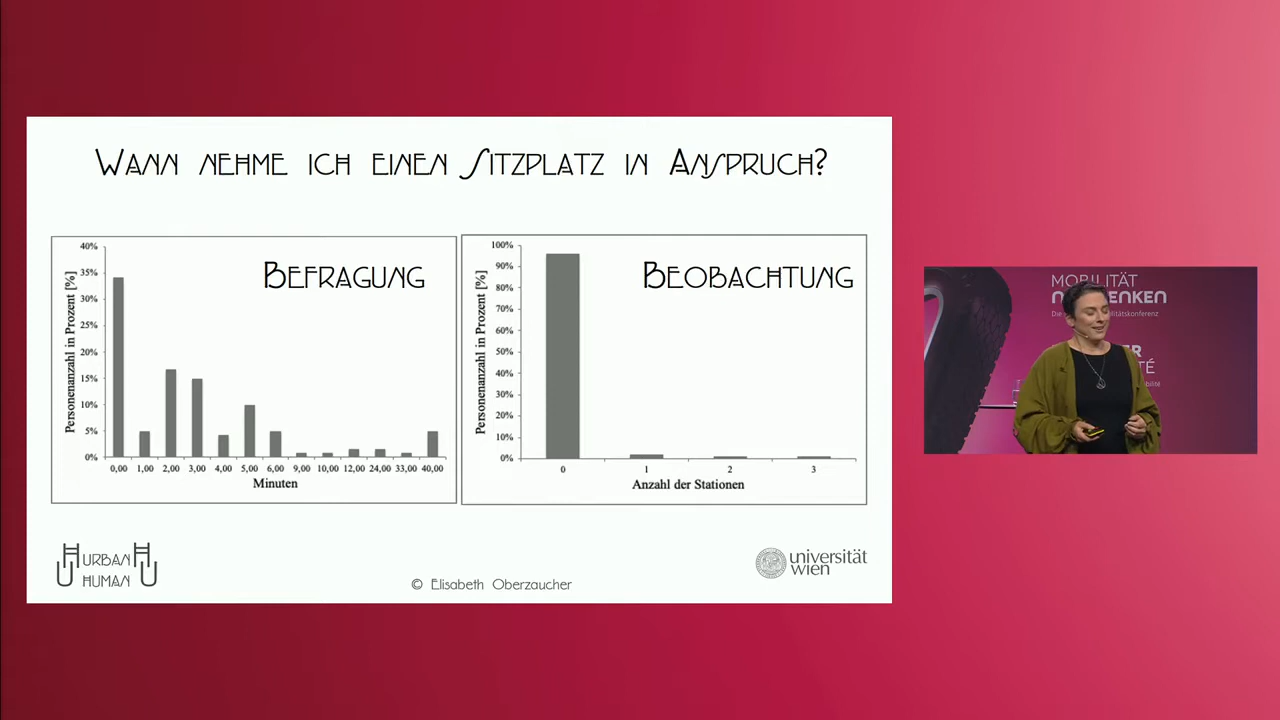 Wann nehme ich einen Sitzplatz in Anspruch?
Befragung
Personenanzahl in Prozent [%]
40%
35%
30%
25%
20%
15%
10%
5%
0%
0,00 1,00 2,00 3,00 4,00 5,00 6,00 9,00 10,00 12,00 24,00 33,00 40,00
Minuten
Beobachtung
Personenanzahl in Prozent [%]
100%
90%
80%
70%
60%
50%
40%
30%
20%
10%
0%
0 1 2 3
Anzahl der Stationen
Urban
Human
© Elisabeth Oberzaucher
universität
wien
MOBILITÄT
ENKEN
Die
ilitätskonferenz